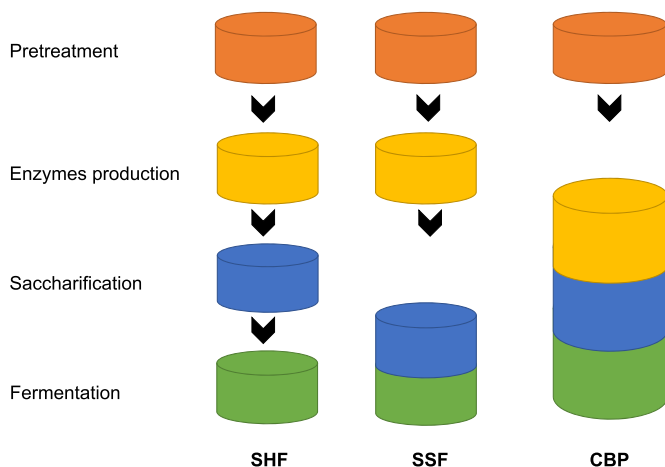 Pretreatment
Enzymes production
Saccharification
Fermentation
SHF SSF CBP